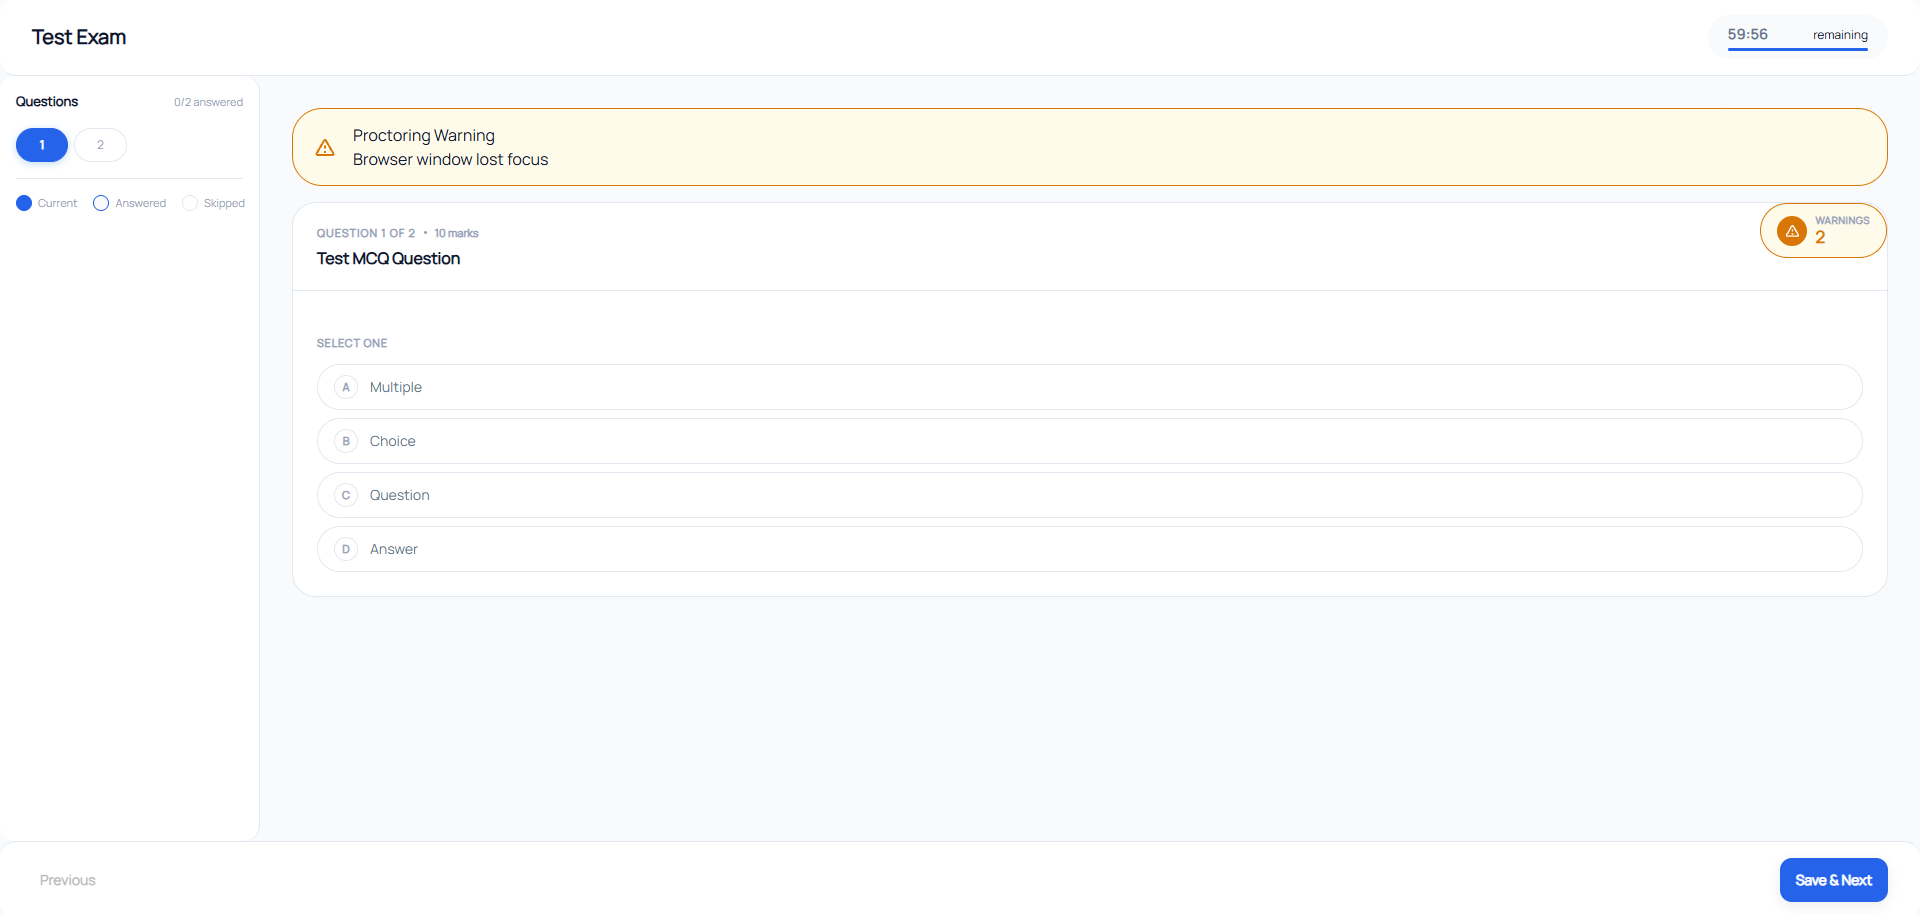 Test Exam
59:56 remaining
Questions 0/2 answered
1 2
Current Answered Skipped
Proctoring Warning
Browser window lost focus
QUESTION 1 OF 2 • 10 marks
Test MCQ Question
WARNINGS
2
SELECT ONE
A Multiple
B Choice
C Question
D Answer
Previous
Save & Next